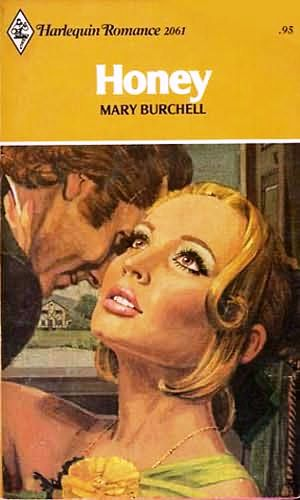 Harlequin Romance 2061 .95
Honey
MARY BURCHELL